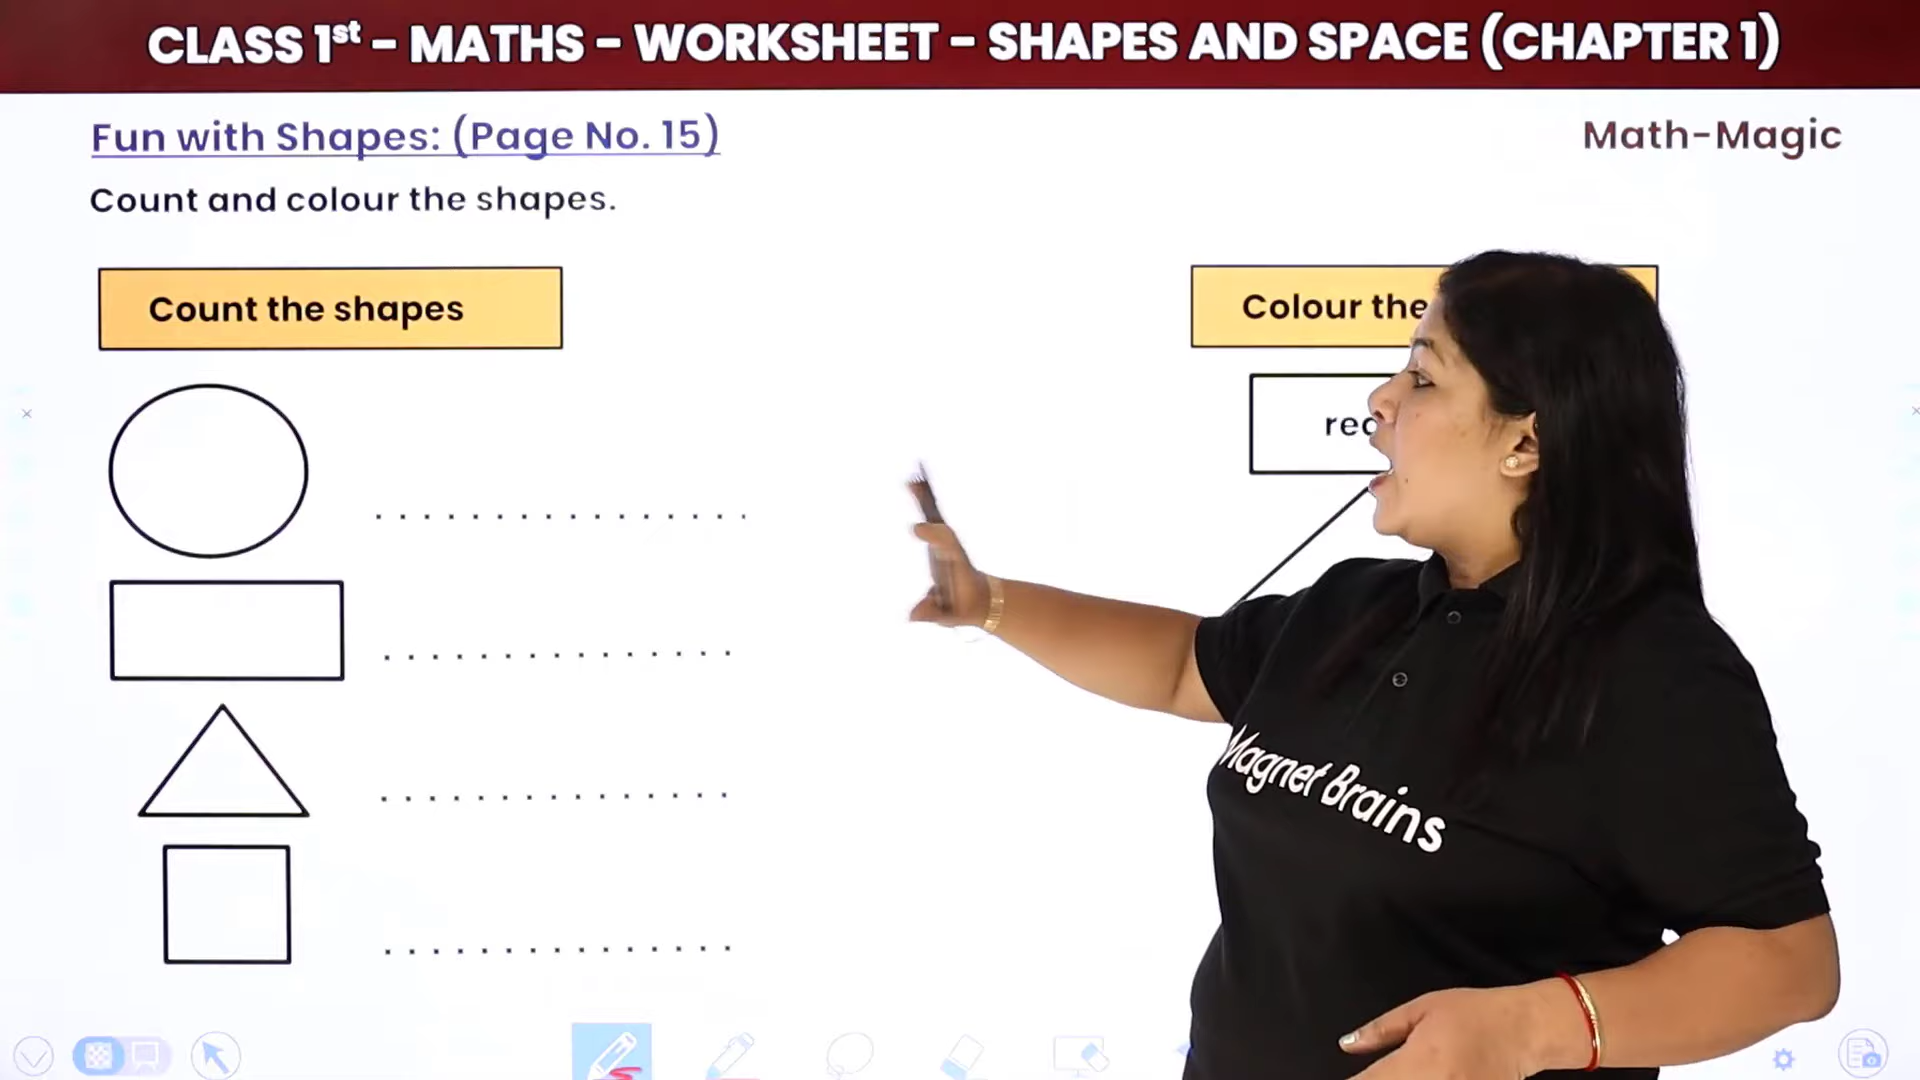 CLASS 1st - MATHS - WORKSHEET - SHAPES AND SPACE (CHAPTER 1)
Fun with Shapes: (Page No. 15)
Math-Magic
Count and colour the shapes.
Count the shapes
Colour the
Magnet Brains